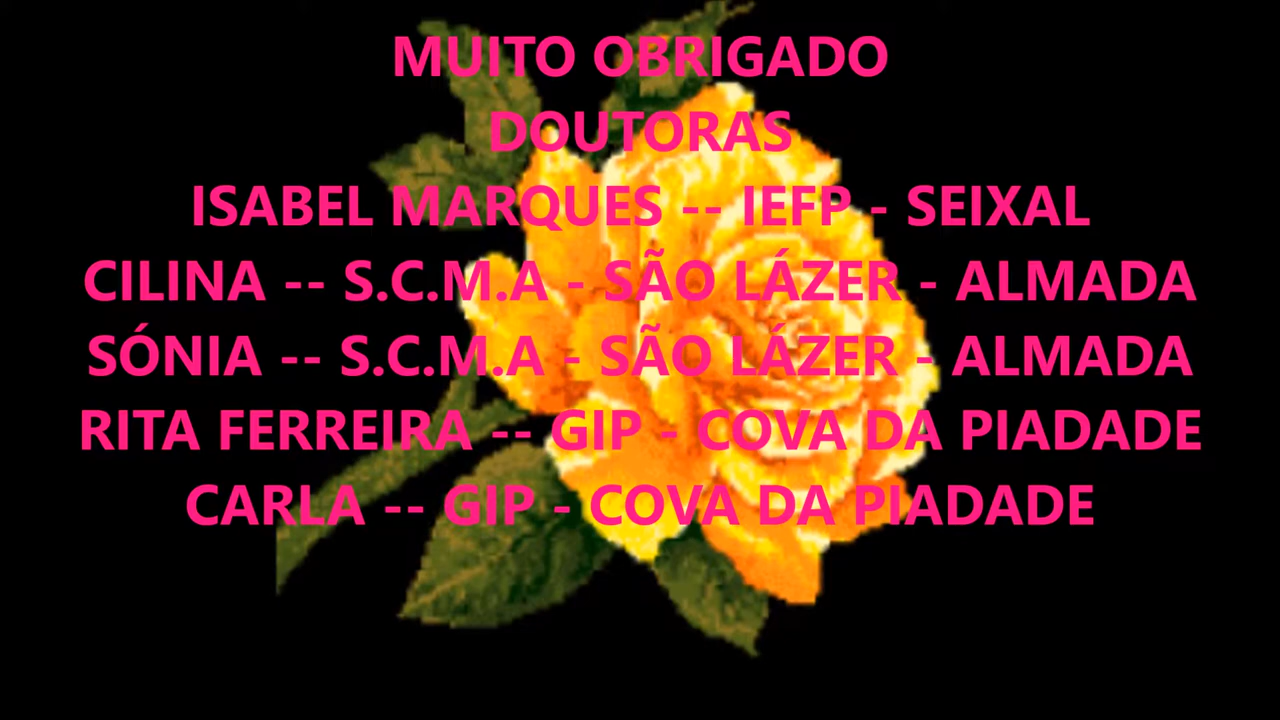 MUITO OBRIGADO
DOUTORAS
ISABEL MARQUES -- IEFP - SEIXAL
CILINA -- S.C.M.A - SÃO LÁZER - ALMADA
SÓNIA -- S.C.M.A - SÃO LÁZER - ALMADA
RITA FERREIRA -- GIP - COVA DA PIADADE
CARLA -- GIP - COVA DA PIADADE